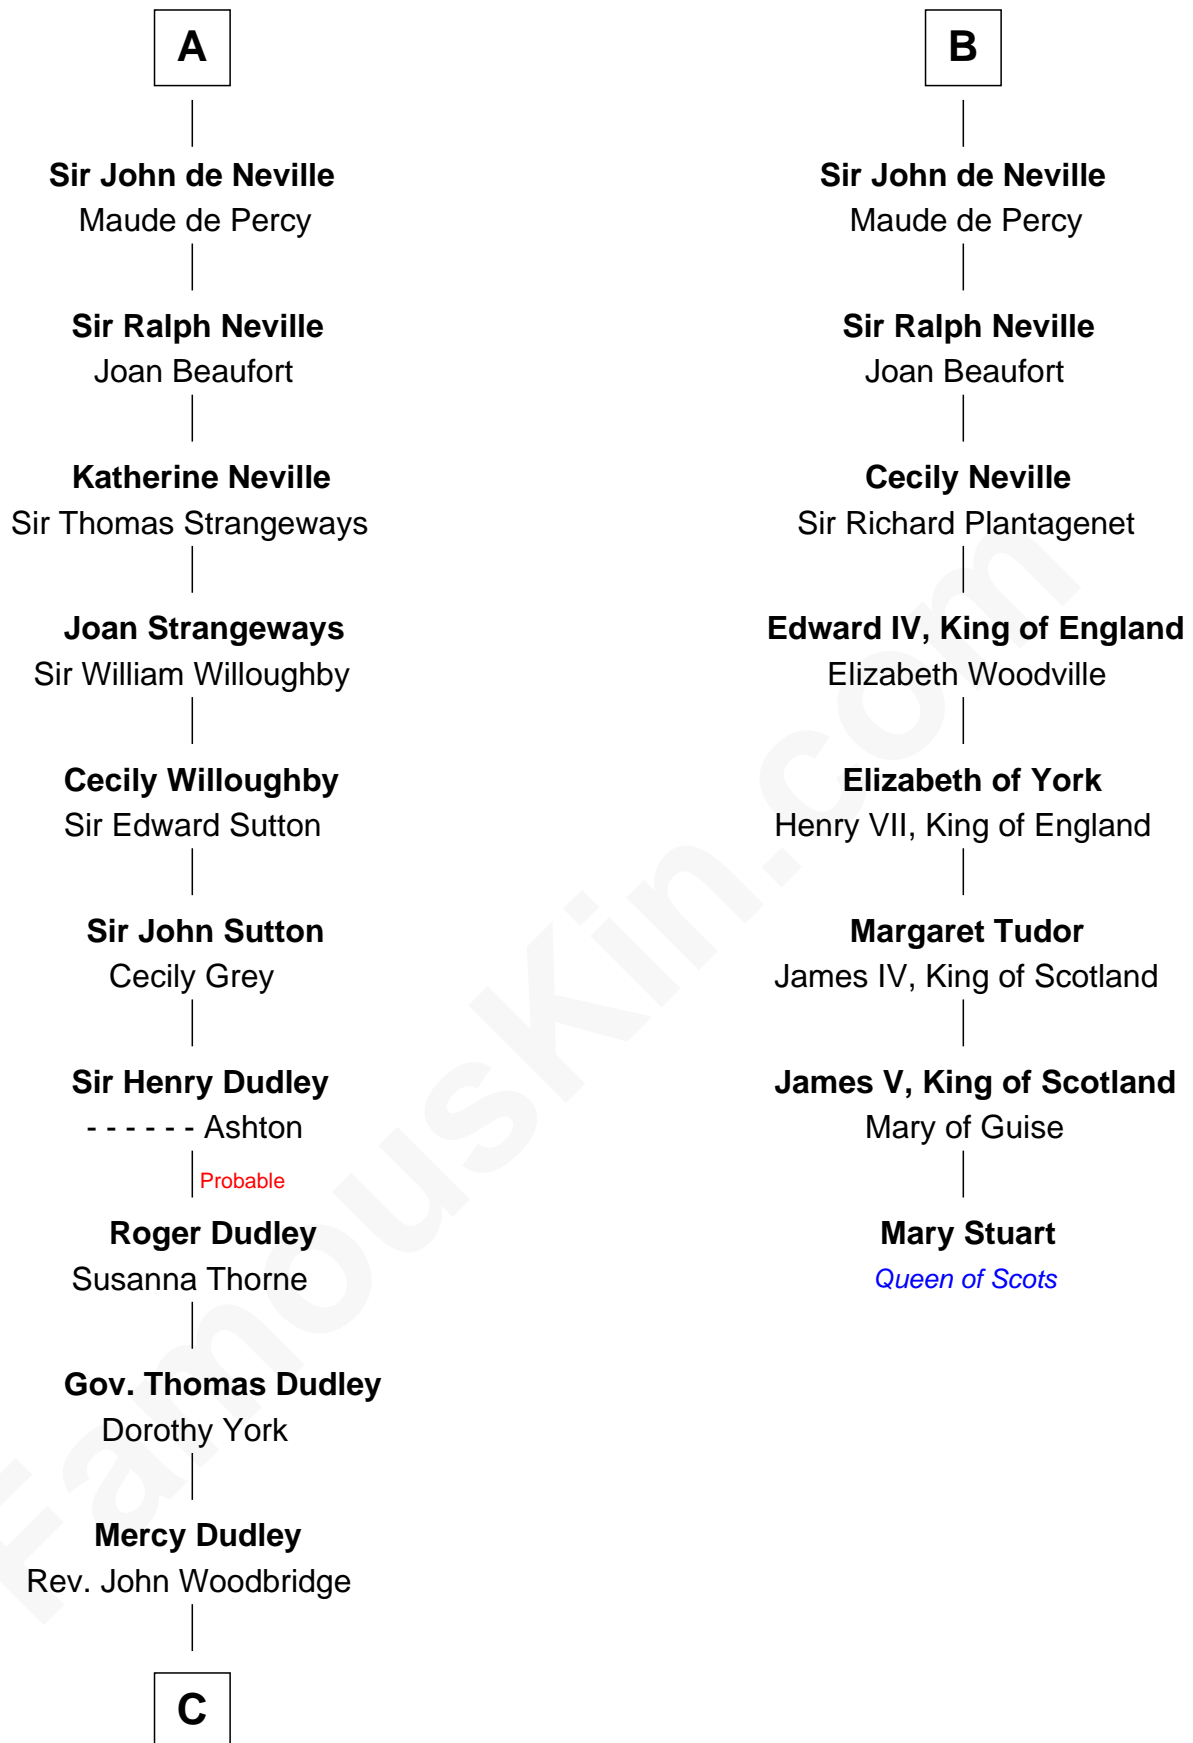 A
Sir John de Neville
Maude de Percy
Sir Ralph Neville
Joan Beaufort
Katherine Neville
Sir Thomas Strangeways
Joan Strangeways
Sir William Willoughby
Cecily Willoughby
Sir Edward Sutton
Sir John Sutton
Cecily Grey
Sir Henry Dudley
- - - - - - Ashton
Probable
Roger Dudley
Susanna Thorne
Gov. Thomas Dudley
Dorothy York
Mercy Dudley
Rev. John Woodbridge
C
B
Sir John de Neville
Maude de Percy
Sir Ralph Neville
Joan Beaufort
Cecily Neville
Sir Richard Plantagenet
Edward IV, King of England
Elizabeth Woodville
Elizabeth of York
Henry VII, King of England
Margaret Tudor
James IV, King of Scotland
James V, King of Scotland
Mary of Guise
Mary Stuart
Queen of Scots
FamousKin.com